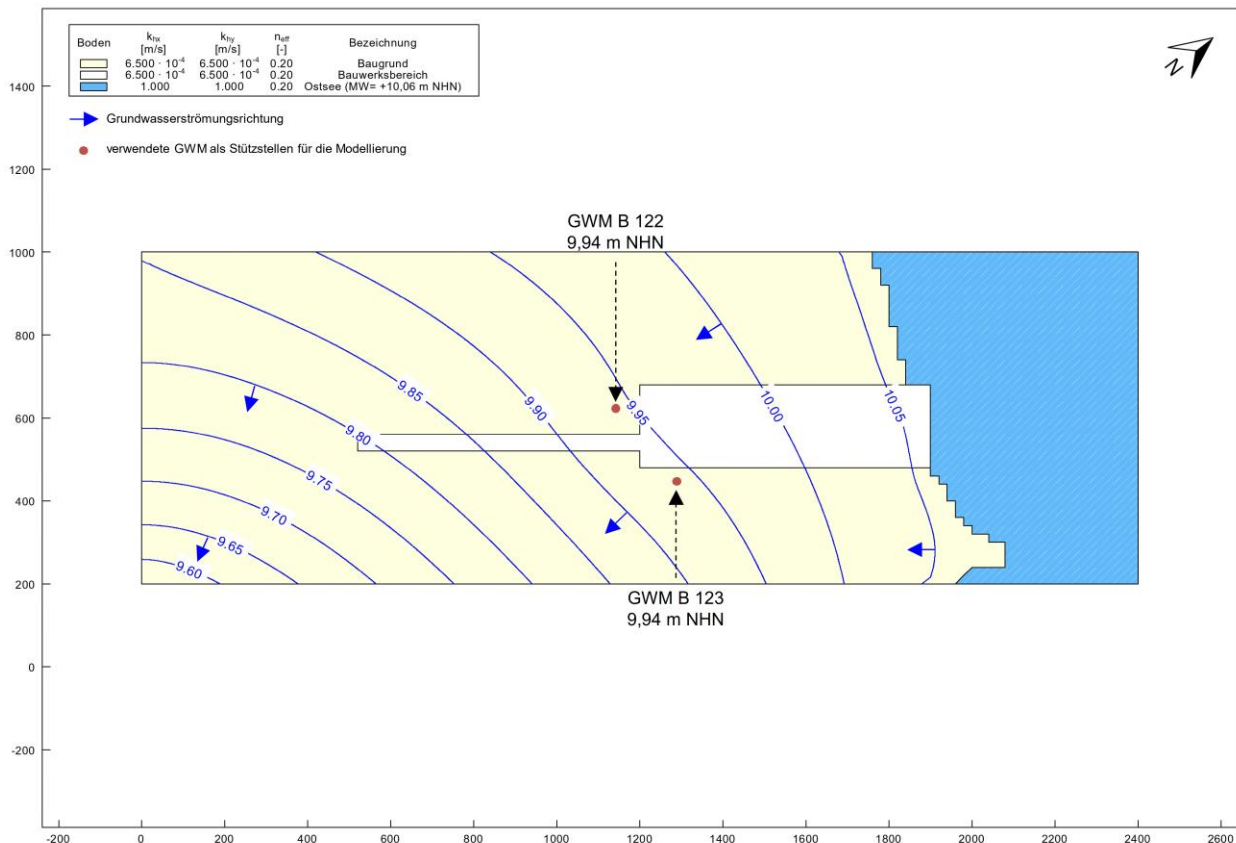 Boden k_hx k_hy n_eff Bezeichnung
[m/s] [m/s] [-]
6.500 · 10⁻⁴ 6.500 · 10⁻⁴ 0.20 Baugrund
6.500 · 10⁻⁴ 6.500 · 10⁻⁴ 0.20 Bauwerksbereich
1.000 1.000 0.20 Ostsee (MW= +10,06 m NHN)
Grundwasserströmungsrichtung
verwendete GWM als Stützstellen für die Modellierung
N
1400
1200
1000
800
600
400
200
0
-200
GWM B 122
9,94 m NHN
9.85
9.90
9.95
10.00
10.05
9.80
9.75
9.70
9.65
9.60
GWM B 123
9,94 m NHN
-200 0 200 400 600 800 1000 1200 1400 1600 1800 2000 2200 2400 2600